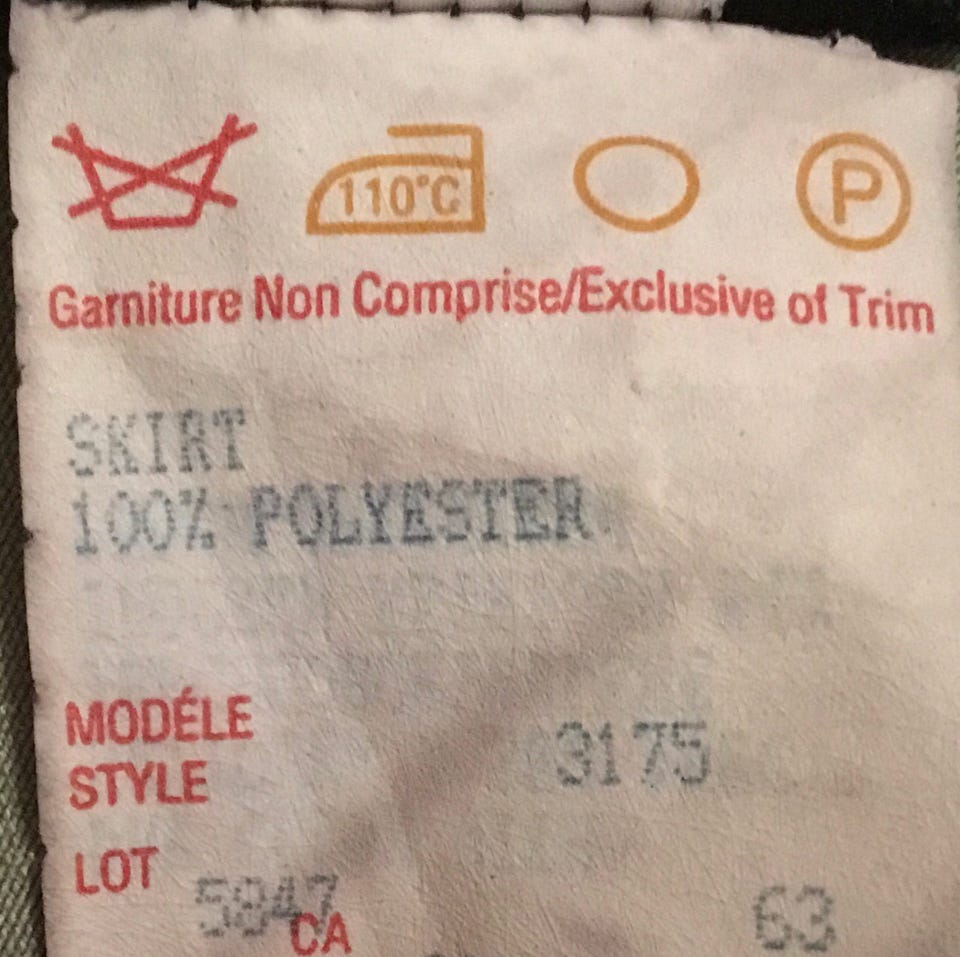 110°C P
Garniture Non Comprise/Exclusive of Trim
SKIRT
100% POLYESTER
MODÉLE
STYLE 3175
LOT 5847 63
CA